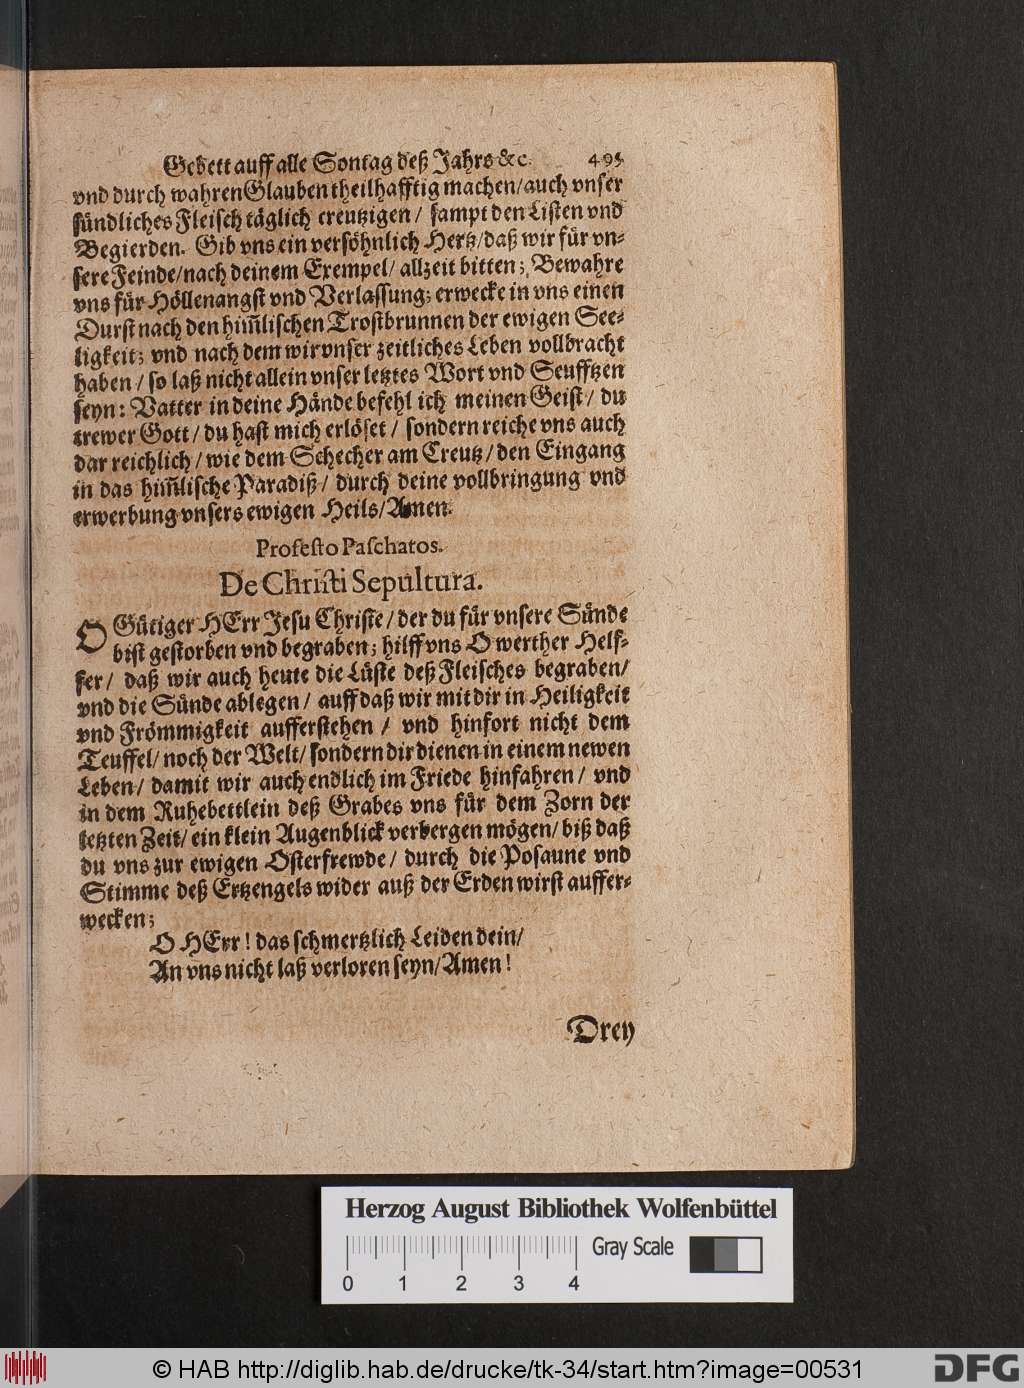 Gebett auff alle Sontag deß Jahrs &c. 495
vnd durch wahren Glauben theilhafftig machen/ auch vnſer
ſündliches Fleiſch täglich creutzigen/ ſampt den Liſten vnd
Begierden. Gib vns ein verſöhnlich Hertz/ daß wir für vn-
ſere Feinde/ nach deinem Exempel/ allzeit bitten; Bewahre
vns für Höllenangſt vnd Verlaſſung; erwecke in vns einen
Durſt nach den him̃liſchen Troſtbrunnen der ewigen See-
ligkeit; vnd nach dem wir vnſer zeitliches Leben vollbracht
haben/ ſo laß nicht allein vnſer letztes Wort vnd Seufftzen
ſeyn: Vatter in deine Hände befehl ich meinen Geiſt/ du
trewer Gott/ du haſt mich erlöſet/ ſondern reiche vns auch
dar reichlich/ wie dem Schecher am Creutz/ den Eingang
in das him̃liſche Paradiß/ durch deine vollbringung vnd
erwerbung vnſers ewigen Heils/ Amen.
Profeſto Paſchatos.
De Chriſti Sepultura.
O Gütiger HErr Jeſu Chriſte/ der du für vnſere Sünde
biſt geſtorben vnd begraben; hilff vns O werther Helf-
fer/ daß wir auch heute die Lüſte deß Fleiſches begraben/
vnd die Sünde ablegen/ auff daß wir mit dir in Heiligkeit
vnd Frömmigkeit aufferſtehen/ vnd hinfort nicht dem
Teuffel/ noch der Welt/ ſondern dir dienen in einem newen
Leben/ damit wir auch endlich im Friede hinfahren/ vnd
in dem Ruhebettlein deß Grabes vns für dem Zorn der
letzten Zeit/ ein klein Augenblick verbergen mögen/ biß daß
du vns zur ewigen Oſterfrewde/ durch die Poſaune vnd
Stimme deß Ertzengels wider auß der Erden wirſt auffer-
wecken;
O HErr! das ſchmertzlich Leiden dein/
An vns nicht laß verloren ſeyn/ Amen!
Drey
Herzog August Bibliothek Wolfenbüttel
Gray Scale
0 1 2 3 4
© HAB http://diglib.hab.de/drucke/tk-34/start.htm?image=00531
DFG